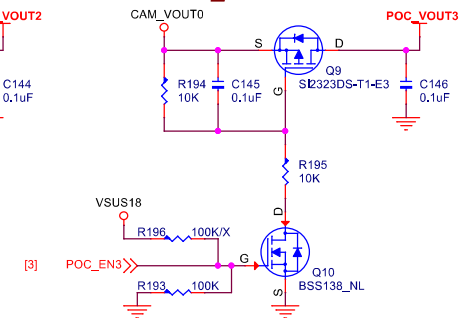 VOUT2
CAM_VOUT0
POC_VOUT3
S
D
Q9
SI2323DS-T1-E3
G
C144
0.1uF
R194
10K
C145
0.1uF
C146
0.1uF
R195
10K
VSUS18
R196
100K/X
D
[3]
POC_EN3
G
Q10
BSS138_NL
S
R193
100K